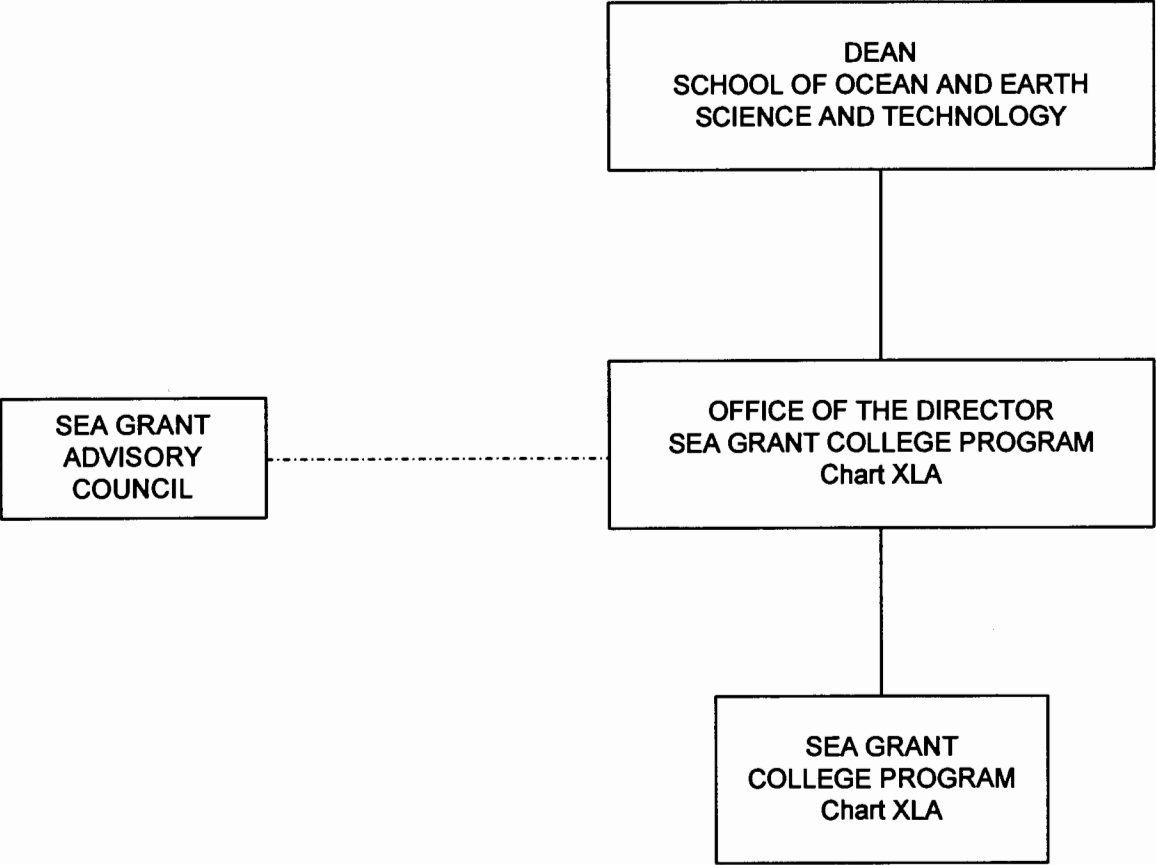 DEAN
SCHOOL OF OCEAN AND EARTH
SCIENCE AND TECHNOLOGY
SEA GRANT
ADVISORY
COUNCIL
OFFICE OF THE DIRECTOR
SEA GRANT COLLEGE PROGRAM
Chart XLA
SEA GRANT
COLLEGE PROGRAM
Chart XLA